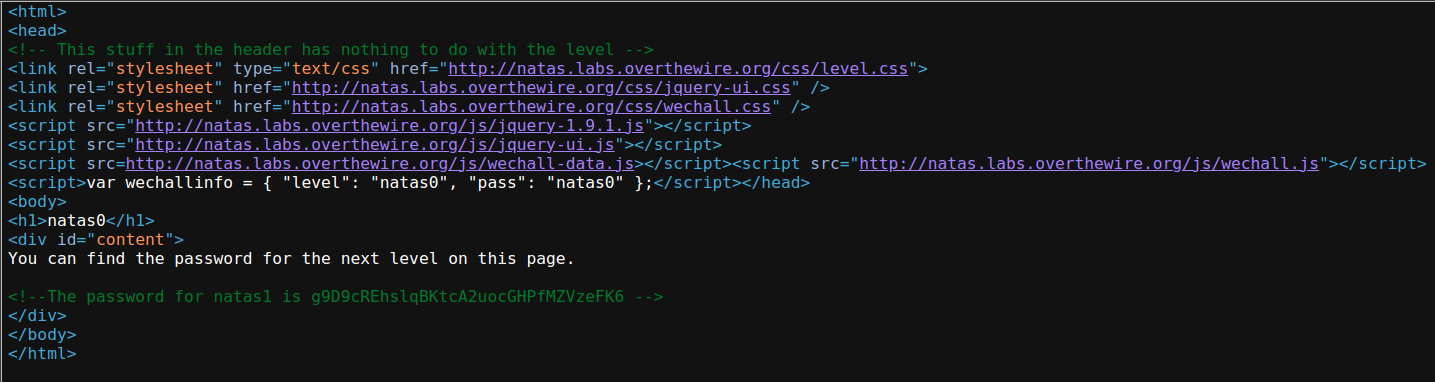 <html>
<head>
<!-- This stuff in the header has nothing to do with the level -->
<link rel="stylesheet" type="text/css" href="http://natas.labs.overthewire.org/css/level.css">
<link rel="stylesheet" href="http://natas.labs.overthewire.org/css/jquery-ui.css" />
<link rel="stylesheet" href="http://natas.labs.overthewire.org/css/wechall.css" />
<script src="http://natas.labs.overthewire.org/js/jquery-1.9.1.js"></script>
<script src="http://natas.labs.overthewire.org/js/jquery-ui.js"></script>
<script src=http://natas.labs.overthewire.org/js/wechall-data.js></script><script src="http://natas.labs.overthewire.org/js/wechall.js"></script>
<script>var wechallinfo = { "level": "natas0", "pass": "natas0" };</script></head>
<body>
<h1>natas0</h1>
<div id="content">
You can find the password for the next level on this page.

<!--The password for natas1 is g9D9cREhslqBKtcA2uocGHPfMZVzeFK6 -->
</div>
</body>
</html>